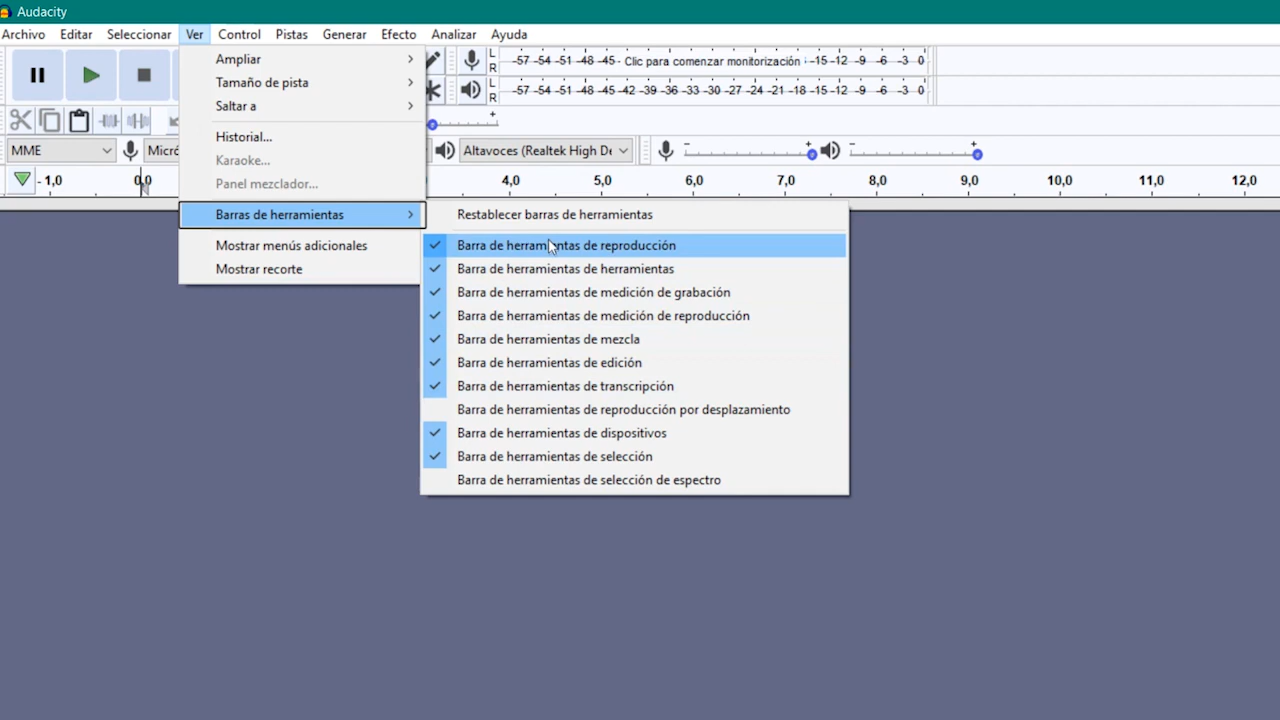 Audacity
Archivo Editar Seleccionar Ver Control Pistas Generar Efecto Analizar Ayuda
L -57 -54 -51 -48 -45 - Clic para comenzar monitorización -15 -12 -9 -6 -3 0
R
L -57 -54 -51 -48 -45 -42 -39 -36 -33 -30 -27 -24 -21 -18 -15 -12 -9 -6 -3 0
R
- +
MME Micró Altavoces (Realtek High De - + - +
-1,0 0,0 4,0 5,0 6,0 7,0 8,0 9,0 10,0 11,0 12,0
Ampliar
Tamaño de pista
Saltar a
Historial...
Karaoke...
Panel mezclador...
Barras de herramientas
Mostrar menús adicionales
Mostrar recorte
Restablecer barras de herramientas
Barra de herramientas de reproducción
Barra de herramientas de herramientas
Barra de herramientas de medición de grabación
Barra de herramientas de medición de reproducción
Barra de herramientas de mezcla
Barra de herramientas de edición
Barra de herramientas de transcripción
Barra de herramientas de reproducción por desplazamiento
Barra de herramientas de dispositivos
Barra de herramientas de selección
Barra de herramientas de selección de espectro